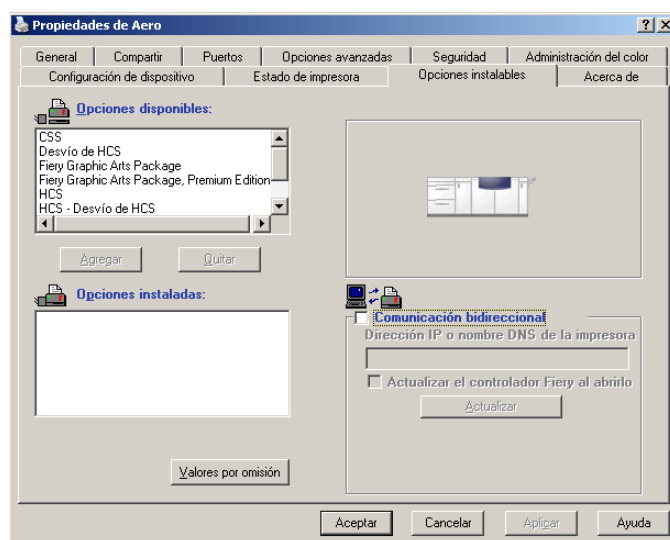 Propiedades de Aero
General
Compartir
Puertos
Opciones avanzadas
Seguridad
Administración del color
Configuración de dispositivo
Estado de impresora
Opciones instalables
Acerca de
Opciones disponibles:
CSS
Desvío de HCS
Fiery Graphic Arts Package
Fiery Graphic Arts Package, Premium Edition
HCS
HCS - Desvío de HCS
Agregar
Quitar
Opciones instaladas:
Valores por omisión
Comunicación bidireccional
Dirección IP o nombre DNS de la impresora
Actualizar el controlador Fiery al abrirlo
Actualizar
Aceptar
Cancelar
Aplicar
Ayuda